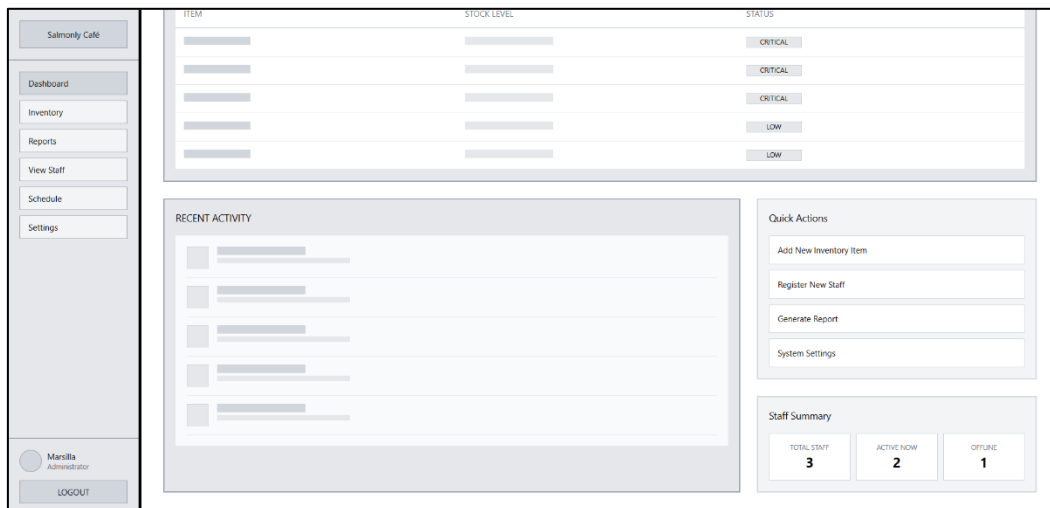 Salmonly Café
Dashboard
Inventory
Reports
View Staff
Schedule
Settings
Marsilla
Administrator
LOGOUT
ITEM STOCK LEVEL STATUS
CRITICAL
CRITICAL
CRITICAL
LOW
LOW
RECENT ACTIVITY
Quick Actions
Add New Inventory Item
Register New Staff
Generate Report
System Settings
Staff Summary
TOTAL STAFF ACTIVE NOW OFFLINE
3 2 1